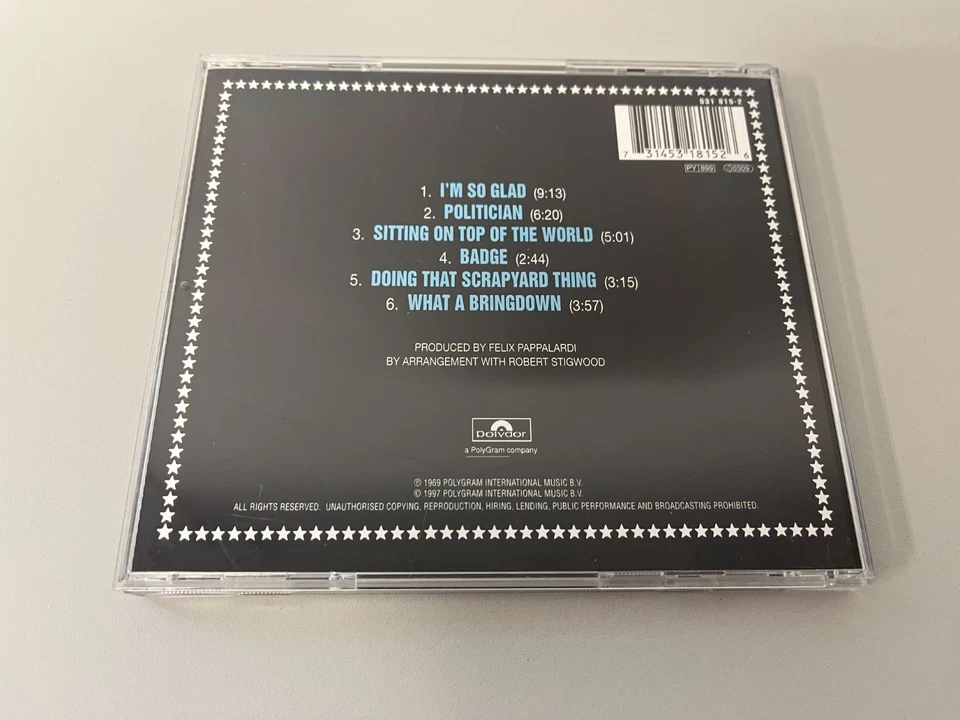 531 815-2
7 31453 18152 6
PY 899 0309
1. I'M SO GLAD (9:13)
2. POLITICIAN (6:20)
3. SITTING ON TOP OF THE WORLD (5:01)
4. BADGE (2:44)
5. DOING THAT SCRAPYARD THING (3:15)
6. WHAT A BRINGDOWN (3:57)
PRODUCED BY FELIX PAPPALARDI
BY ARRANGEMENT WITH ROBERT STIGWOOD
polydor
a PolyGram company
℗ 1969 POLYGRAM INTERNATIONAL MUSIC B.V.
© 1997 POLYGRAM INTERNATIONAL MUSIC B.V.
ALL RIGHTS RESERVED. UNAUTHORISED COPYING, REPRODUCTION, HIRING, LENDING, PUBLIC PERFORMANCE AND BROADCASTING PROHIBITED.